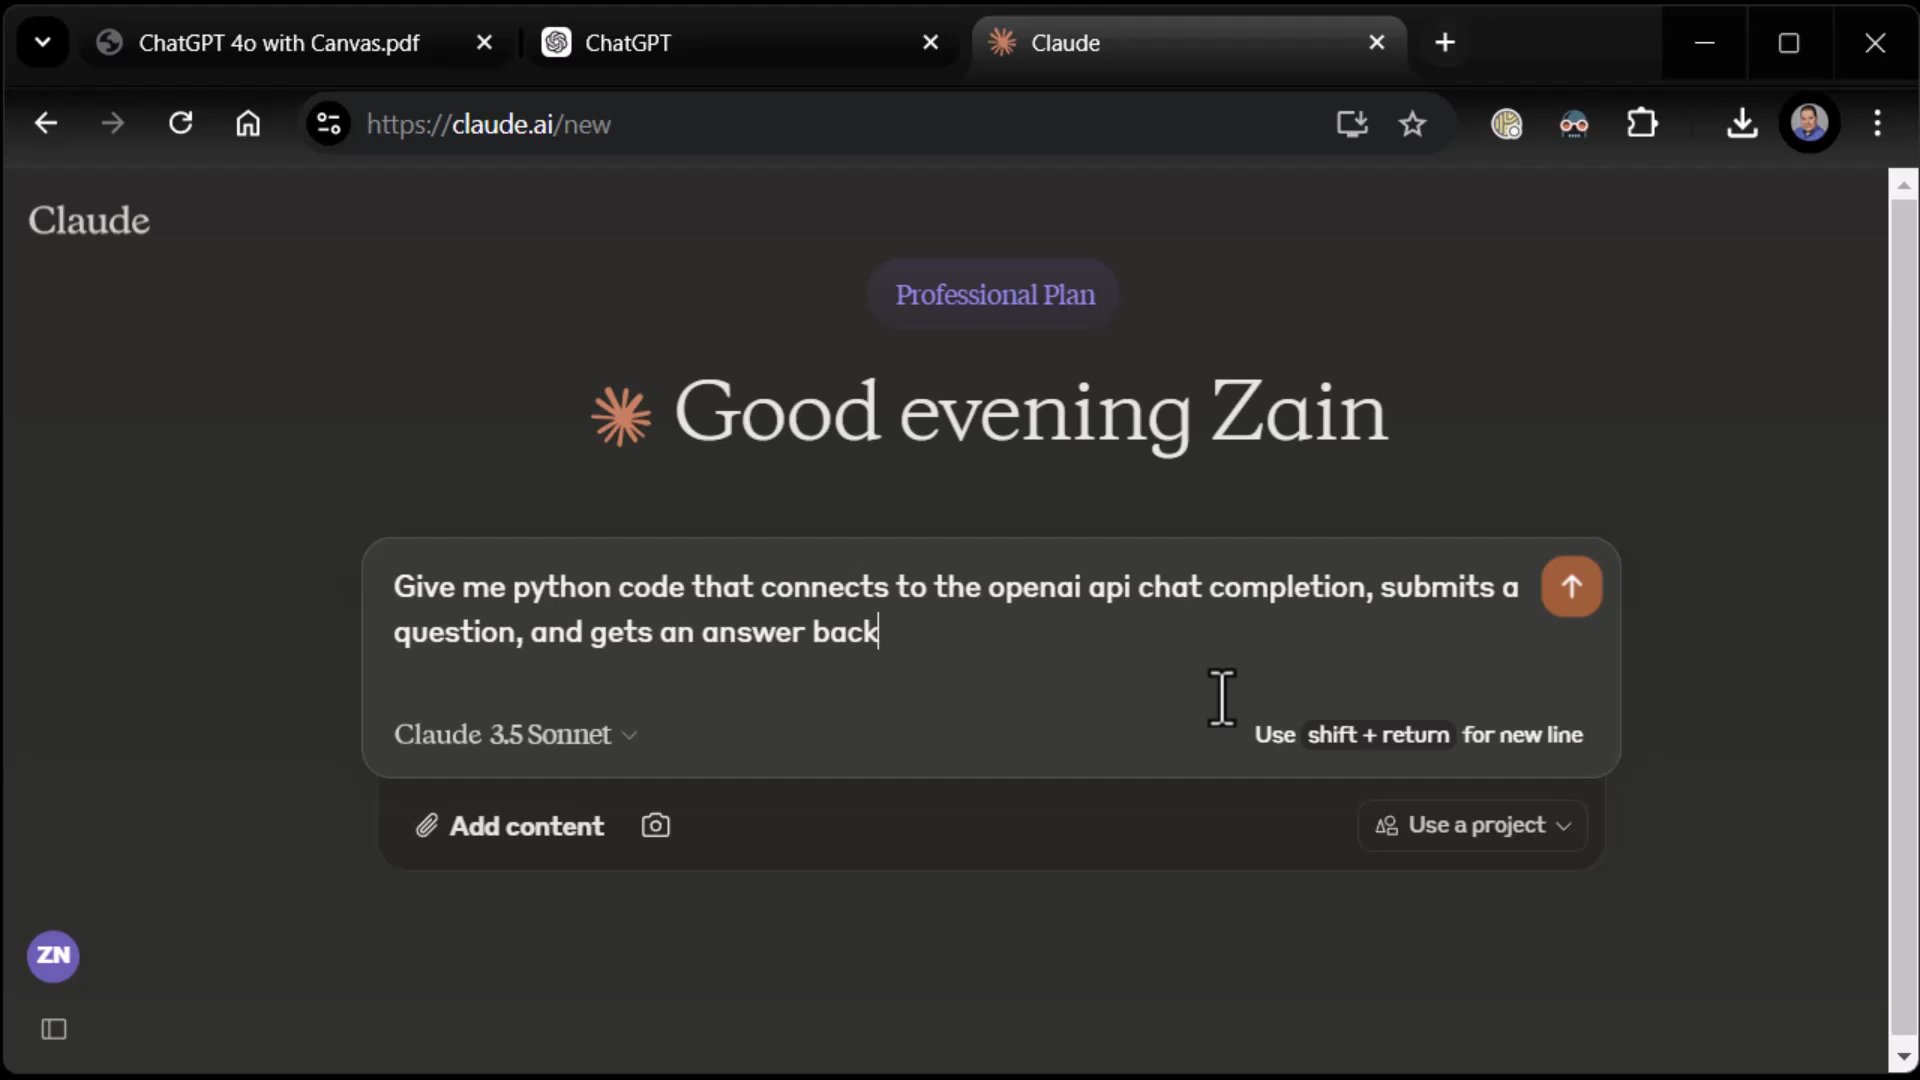 ChatGPT 4o with Canvas.pdf
ChatGPT
Claude
https://claude.ai/new
Claude
Professional Plan
Good evening Zain
Give me python code that connects to the openai api chat completion, submits a
question, and gets an answer back
Claude 3.5 Sonnet
Use shift + return for new line
Add content
Use a project
ZN